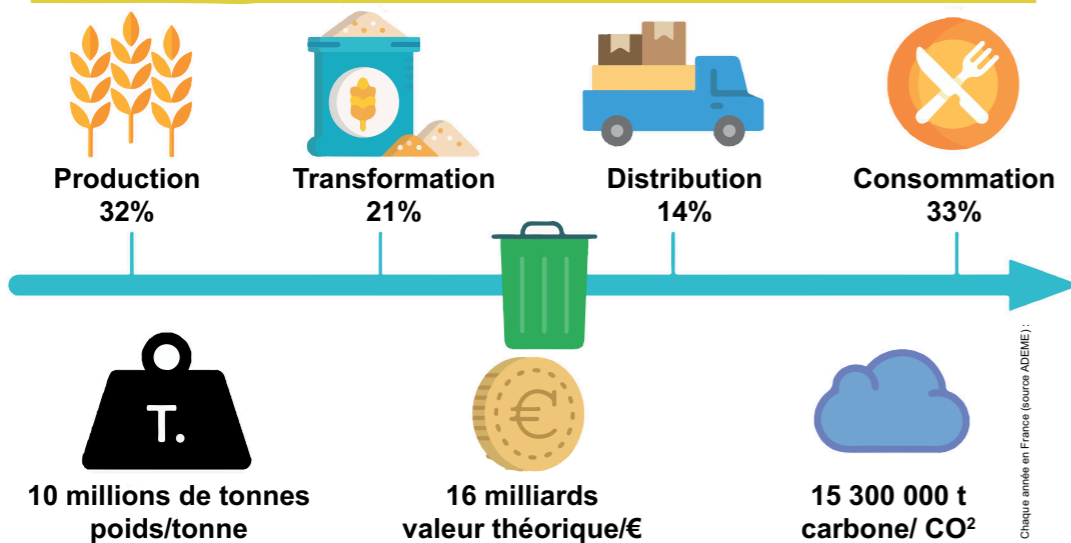 Production
32%
Transformation
21%
Distribution
14%
Consommation
33%
T.
10 millions de tonnes
poids/tonne
€
16 milliards
valeur théorique/€
15 300 000 t
carbone/ CO²
Chaque année en France (source ADEME) :